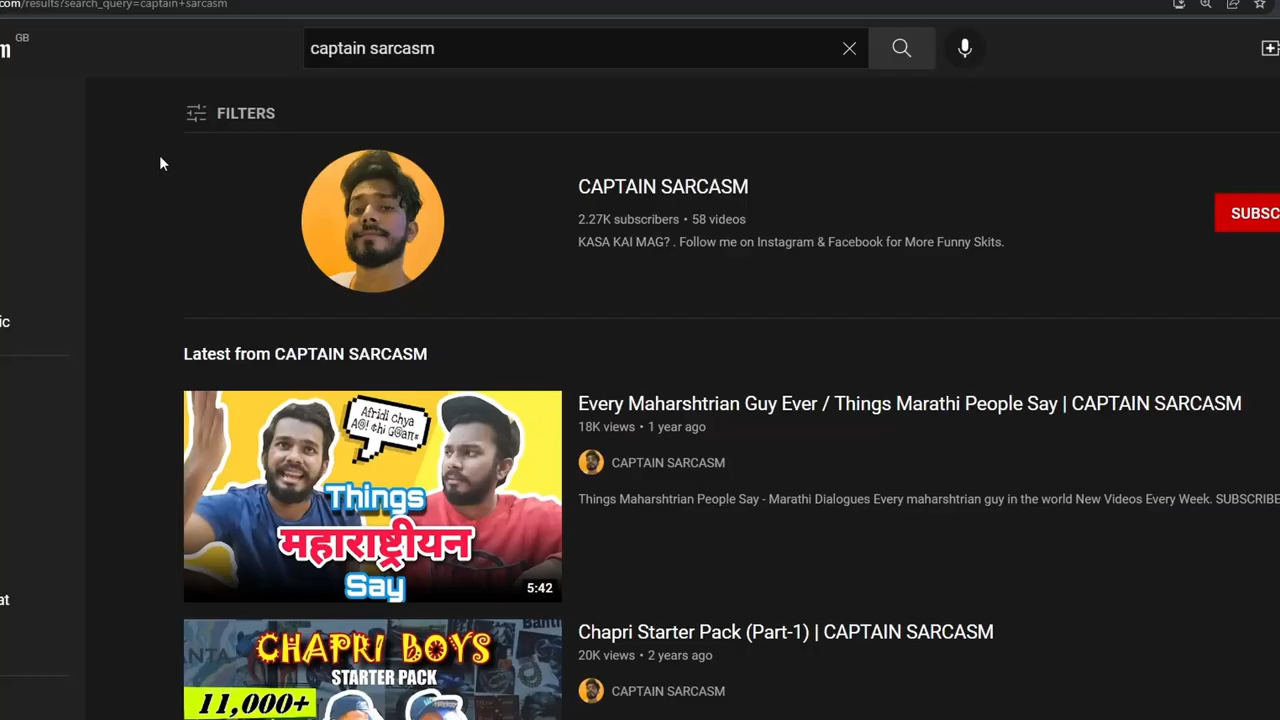 com/results?search_query=captain+sarcasm
GB
captain sarcasm
FILTERS
CAPTAIN SARCASM
2.27K subscribers • 58 videos
KASA KAI MAG? . Follow me on Instagram & Facebook for More Funny Skits.
SUBSC
ic
Latest from CAPTAIN SARCASM
Afridi chya
A@! chi G@an#
Things
महाराष्ट्रीयन
Say
5:42
Every Maharshtrian Guy Ever / Things Marathi People Say | CAPTAIN SARCASM
18K views • 1 year ago
CAPTAIN SARCASM
Things Maharshtrian People Say - Marathi Dialogues Every maharshtrian guy in the world New Videos Every Week. SUBSCRIBE
at
CHAPRI BOYS
STARTER PACK
11,000+
Chapri Starter Pack (Part-1) | CAPTAIN SARCASM
20K views • 2 years ago
CAPTAIN SARCASM